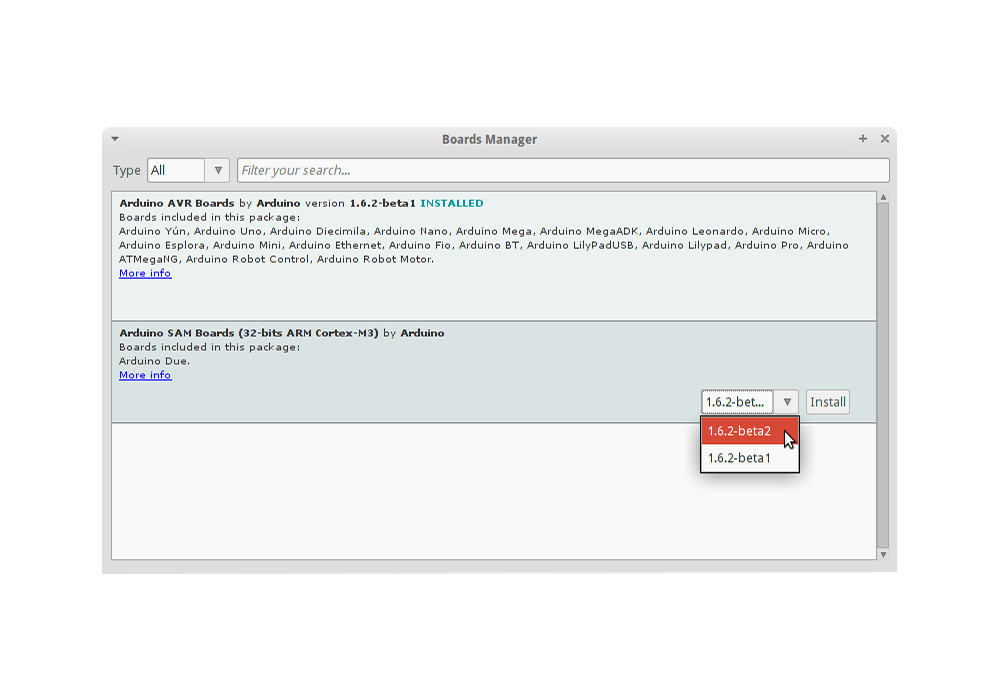 Boards Manager
Type All Filter your search...
Arduino AVR Boards by Arduino version 1.6.2-beta1 INSTALLED
Boards included in this package:
Arduino Yún, Arduino Uno, Arduino Diecimila, Arduino Nano, Arduino Mega, Arduino MegaADK, Arduino Leonardo, Arduino Micro,
Arduino Esplora, Arduino Mini, Arduino Ethernet, Arduino Fio, Arduino BT, Arduino LilyPadUSB, Arduino Lilypad, Arduino Pro, Arduino
ATMegaNG, Arduino Robot Control, Arduino Robot Motor.
More info
Arduino SAM Boards (32-bits ARM Cortex-M3) by Arduino
Boards included in this package:
Arduino Due.
More info
1.6.2-bet... Install
1.6.2-beta2
1.6.2-beta1